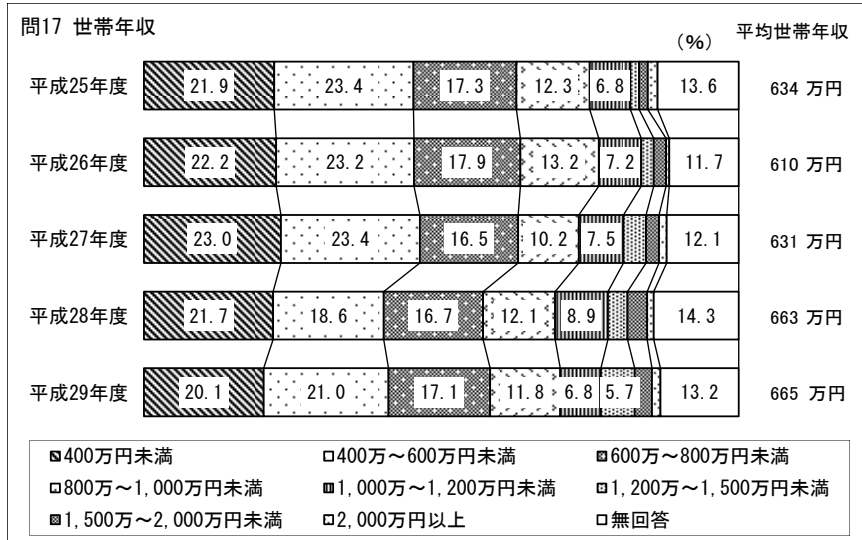 問17 世帯年収
(%) 平均世帯年収
平成25年度 21.9 23.4 17.3 12.3 6.8 13.6 634 万円
平成26年度 22.2 23.2 17.9 13.2 7.2 11.7 610 万円
平成27年度 23.0 23.4 16.5 10.2 7.5 12.1 631 万円
平成28年度 21.7 18.6 16.7 12.1 8.9 14.3 663 万円
平成29年度 20.1 21.0 17.1 11.8 6.8 5.7 13.2 665 万円
400万円未満 400万～600万円未満 600万～800万円未満
800万～1,000万円未満 1,000万～1,200万円未満 1,200万～1,500万円未満
1,500万～2,000万円未満 2,000万円以上 無回答